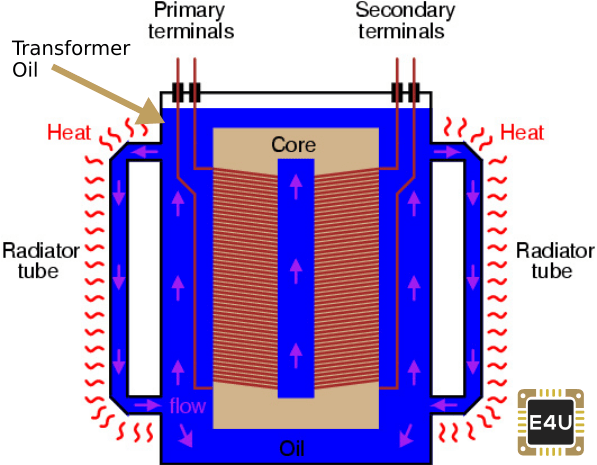 Primary
terminals
Secondary
terminals
Transformer
Oil
Heat
Heat
Core
Radiator
tube
Radiator
tube
flow
Oil
E4U